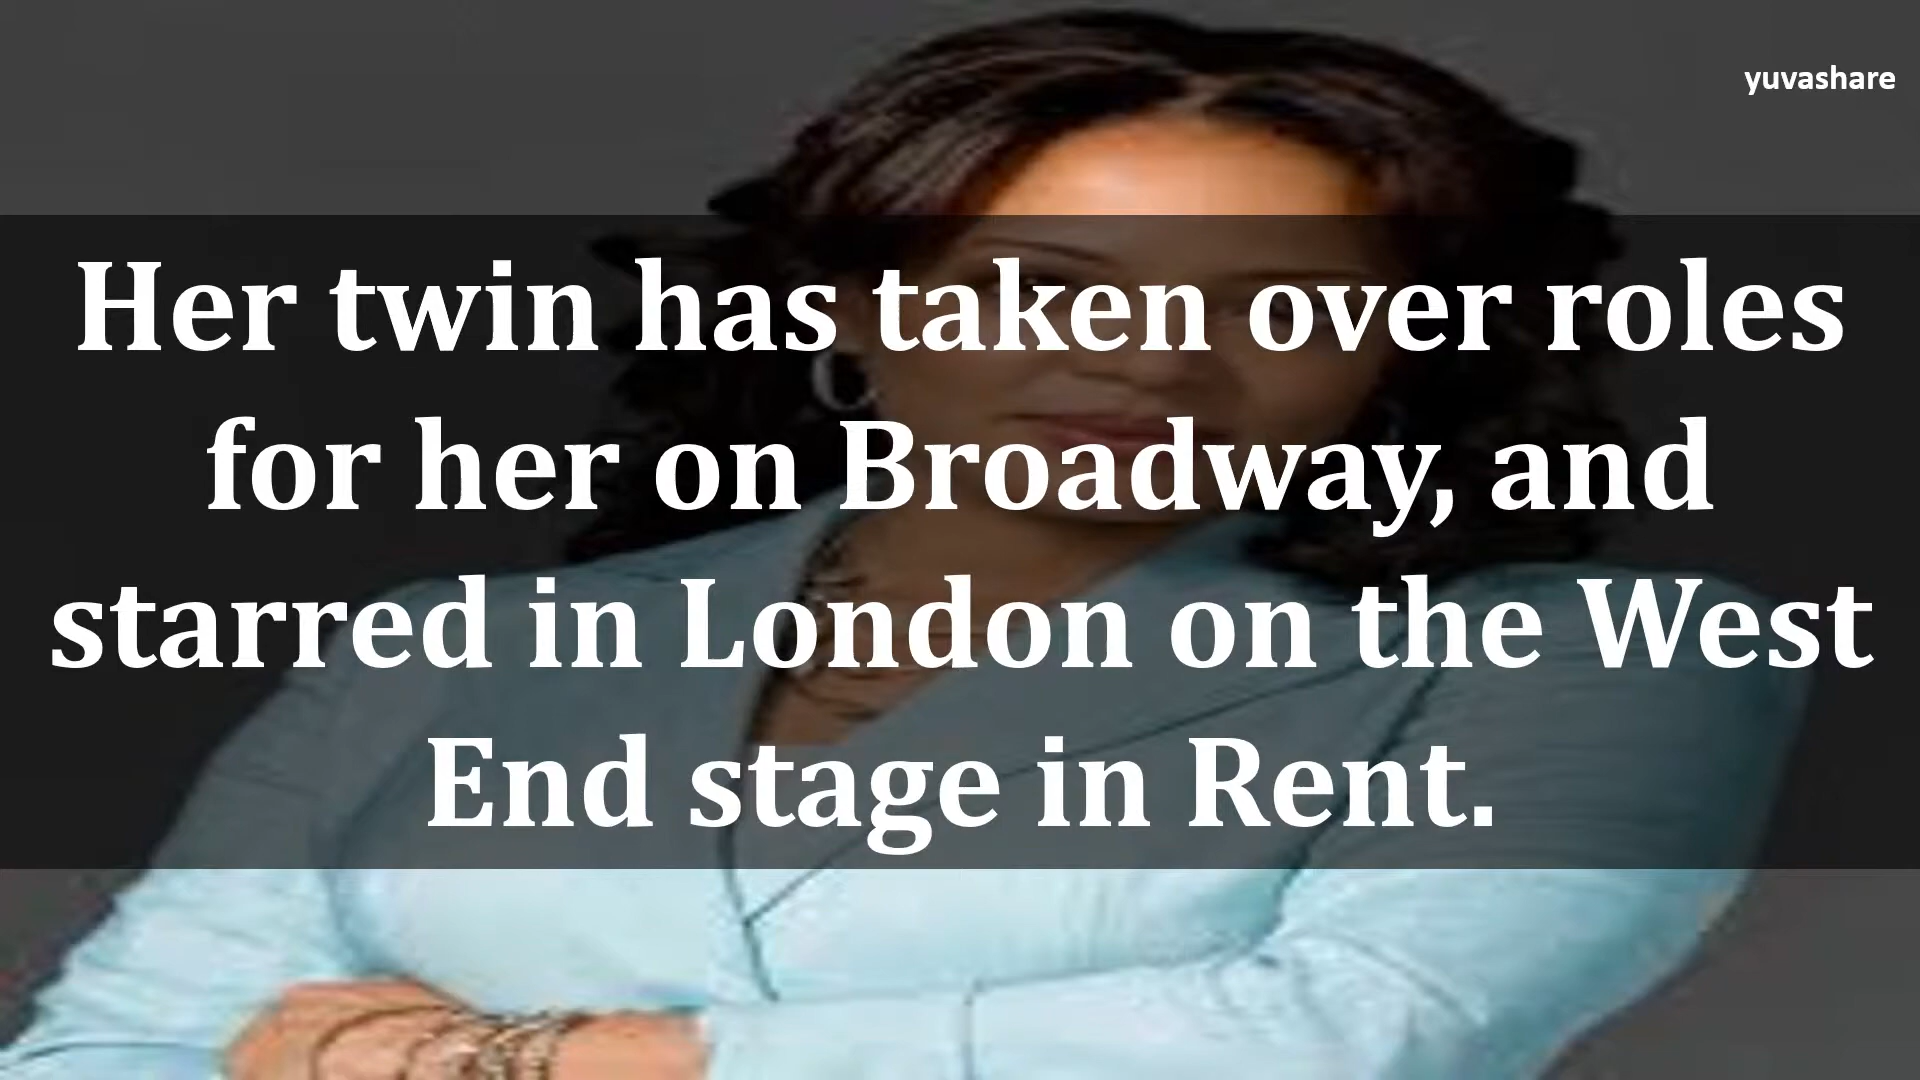 yuvashare
Her twin has taken over roles
for her on Broadway, and
starred in London on the West
End stage in Rent.